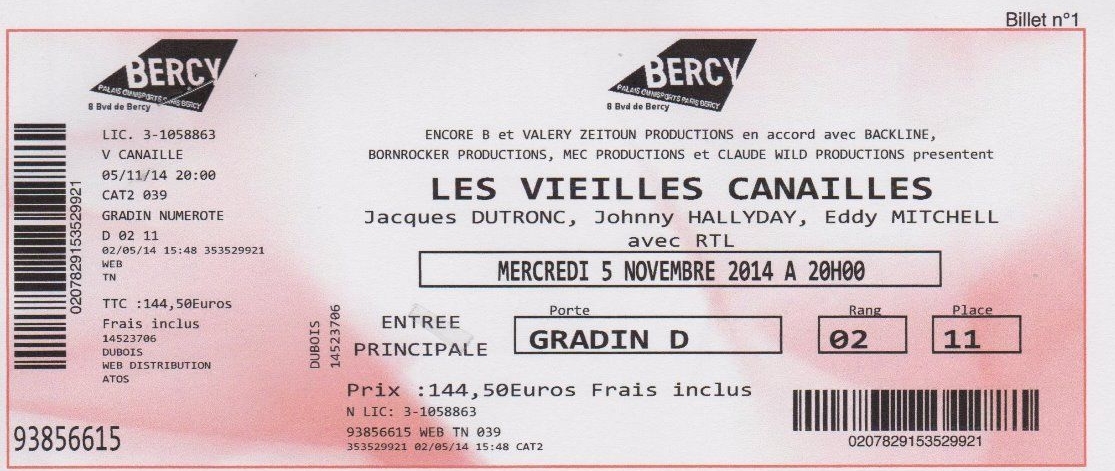 Billet n°1
BERCY
PALAIS OMNISPORTS PARIS BERCY
8 Bvd de Bercy
LIC. 3-1058863
V CANAILLE
05/11/14 20:00
CAT2 039
GRADIN NUMEROTE
D 02 11
02/05/14 15:48 353529921
WEB
TN
TTC :144,50Euros
Frais inclus
14523706
DUBOIS
WEB DISTRIBUTION
ATOS
0207829153529921
93856615
BERCY
PALAIS OMNISPORTS PARIS BERCY
8 Bvd de Bercy
ENCORE B et VALERY ZEITOUN PRODUCTIONS en accord avec BACKLINE,
BORNROCKER PRODUCTIONS, MEC PRODUCTIONS et CLAUDE WILD PRODUCTIONS presentent
LES VIEILLES CANAILLES
Jacques DUTRONC, Johnny HALLYDAY, Eddy MITCHELL
avec RTL
MERCREDI 5 NOVEMBRE 2014 A 20H00
DUBOIS
14523706
ENTREE
PRINCIPALE
Porte
GRADIN D
Rang
02
Place
11
Prix :144,50Euros Frais inclus
N LIC: 3-1058863
93856615 WEB TN 039
353529921 02/05/14 15:48 CAT2
0207829153529921